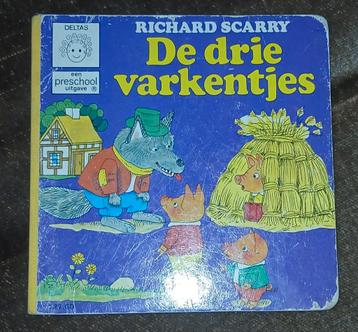 DELTAS
een
preschool
uitgave ®
RICHARD SCARRY
De drie
varkentjes